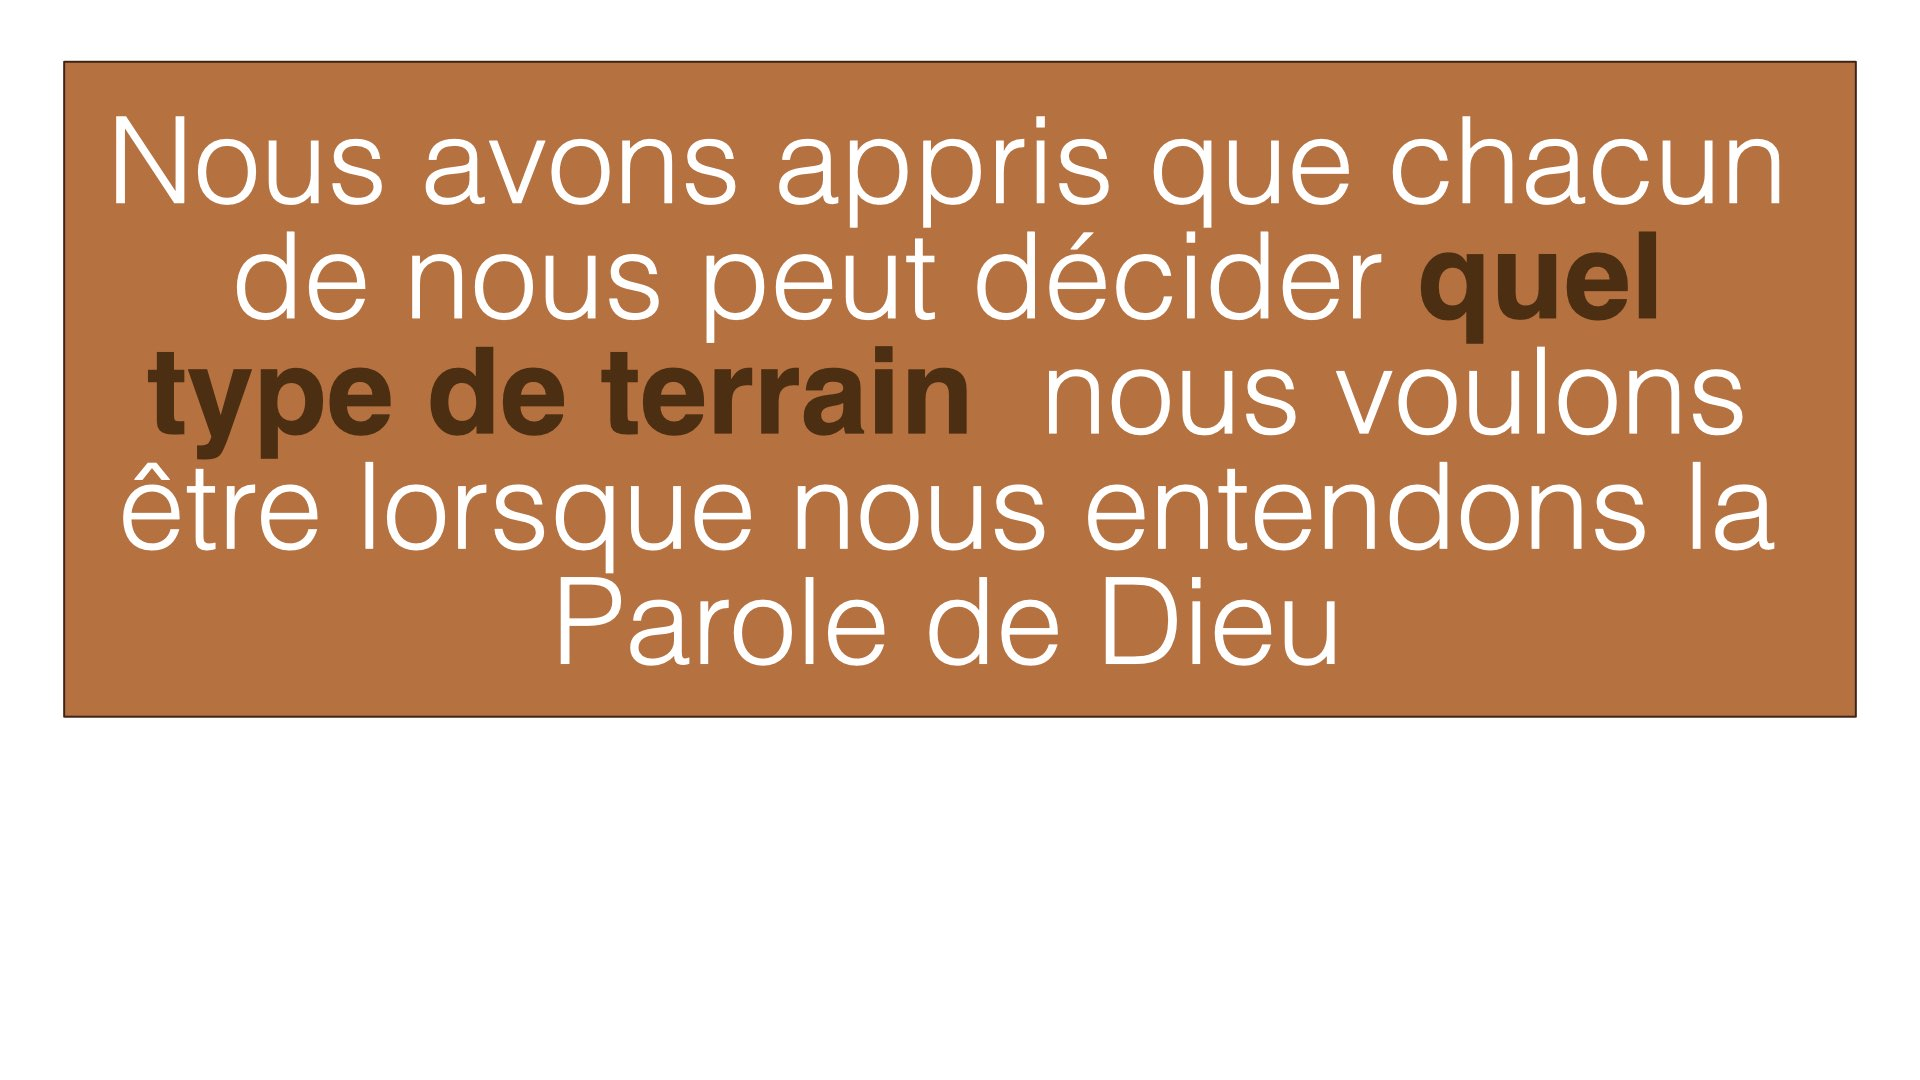 Nous avons appris que chacun
de nous peut décider quel
type de terrain  nous voulons
être lorsque nous entendons la
Parole de Dieu